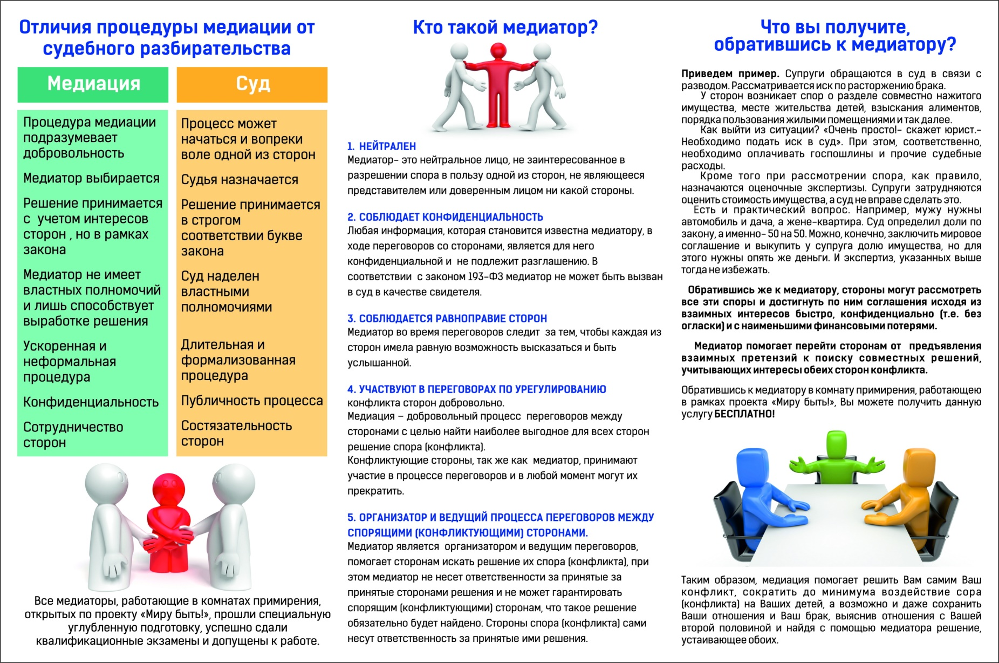 Отличия процедуры медиации от
судебного разбирательства
Медиация
Процедура медиации
подразумевает
добровольность
Медиатор выбирается
Решение принимается
с учетом интересов
сторон , но в рамках
закона
Медиатор не имеет
властных полномочий
и лишь способствует
выработке решения
Ускоренная и
неформальная
процедура
Конфиденциальность
Сотрудничество
сторон
Суд
Процесс может
начаться и вопреки
воле одной из сторон
Судья назначается
Решение принимается
в строгом
соответствии букве
закона
Суд наделен
властными
полномочиями
Длительная и
формализованная
процедура
Публичность процесса
Состязательность
сторон
Все медиаторы, работающие в комнатах примирения,
открытых по проекту «Миру быть!», прошли специальную
углубленную подготовку, успешно сдали
квалификационные экзамены и допущены к работе.
Кто такой медиатор?
1. НЕЙТРАЛЕН
Медиатор– это нейтральное лицо, не заинтересованное в
разрешении спора в пользу одной из сторон, не являющееся
представителем или доверенным лицом ни какой стороны.
2. СОБЛЮДАЕТ КОНФИДЕНЦИАЛЬНОСТЬ
Любая информация, которая становится известна медиатору, в
ходе переговоров со сторонами, является для него
конфиденциальной и не подлежит разглашению. В
соответствии с законом 193-ФЗ медиатор не может быть вызван
в суд в качестве свидетеля.
3. СОБЛЮДАЕТСЯ РАВНОПРАВИЕ СТОРОН
Медиатор во время переговоров следит за тем, чтобы каждая из
сторон имела равную возможность высказаться и быть
услышанной.
4. УЧАСТВУЮТ В ПЕРЕГОВОРАХ ПО УРЕГУЛИРОВАНИЮ
конфликта сторон добровольно.
Медиация – добровольный процесс переговоров между
сторонами с целью найти наиболее выгодное для всех сторон
решение спора (конфликта).
Конфликтующие стороны, так же как медиатор, принимают
участие в процессе переговоров и в любой момент могут их
прекратить.
5. ОРГАНИЗАТОР И ВЕДУЩИЙ ПРОЦЕССА ПЕРЕГОВОРОВ МЕЖДУ
СПОРЯЩИМИ (КОНФЛИКТУЮЩИМИ) СТОРОНАМИ.
Медиатор является организатором и ведущим переговоров,
помогает сторонам искать решение их спора (конфликта), при
этом медиатор не несет ответственности за принятые за
принятые сторонами решения и не может гарантировать
спорящим (конфликтующим) сторонам, что такое решение
обязательно будет найдено. Стороны спора (конфликта) сами
несут ответственность за принятые ими решения.
Что вы получите,
обратившись к медиатору?
Приведем пример. Супруги обращаются в суд в связи с
разводом. Рассматривается иск по расторжению брака.
У сторон возникает спор о разделе совместно нажитого
имущества, месте жительства детей, взыскания алиментов,
порядка пользования жилыми помещениями и так далее.
Как выйти из ситуации? «Очень просто!– скажет юрист.–
Необходимо подать иск в суд». При этом, соответственно,
необходимо оплачивать госпошлины и прочие судебные
расходы.
Кроме того при рассмотрении спора, как правило,
назначаются оценочные экспертизы. Супруги затрудняются
оценить стоимость имущества, а суд не вправе сделать это.
Есть и практический вопрос. Например, мужу нужны
автомобиль и дача, а жене-квартира. Суд определил доли по
закону, а именно– 50 на 50. Можно, конечно, заключить мировое
соглашение и выкупить у супруга долю имущества, но для
этого нужны опять же деньги. И экспертиз, указанных выше
тогда не избежать.
Обратившись же к медиатору, стороны могут рассмотреть
все эти споры и достигнуть по ним соглашения исходя из
взаимных интересов быстро, конфиденциально (т.е. без
огласки) и с наименьшими финансовыми потерями.
Медиатор помогает перейти сторонам от предъявления
взаимных претензий к поиску совместных решений,
учитывающих интересы обеих сторон конфликта.
Обратившись к медиатору в комнату примирения, работающею
в рамках проекта «Миру быть!», Вы можете получить данную
услугу БЕСПЛАТНО!
Таким образом, медиация помогает решить Вам самим Ваш
конфликт, сократить до минимума воздействие сора
(конфликта) на Ваших детей, а возможно и даже сохранить
Ваши отношения и Ваш брак, выяснив отношения с Вашей
второй половиной и найдя с помощью медиатора решение,
устаивающее обоих.